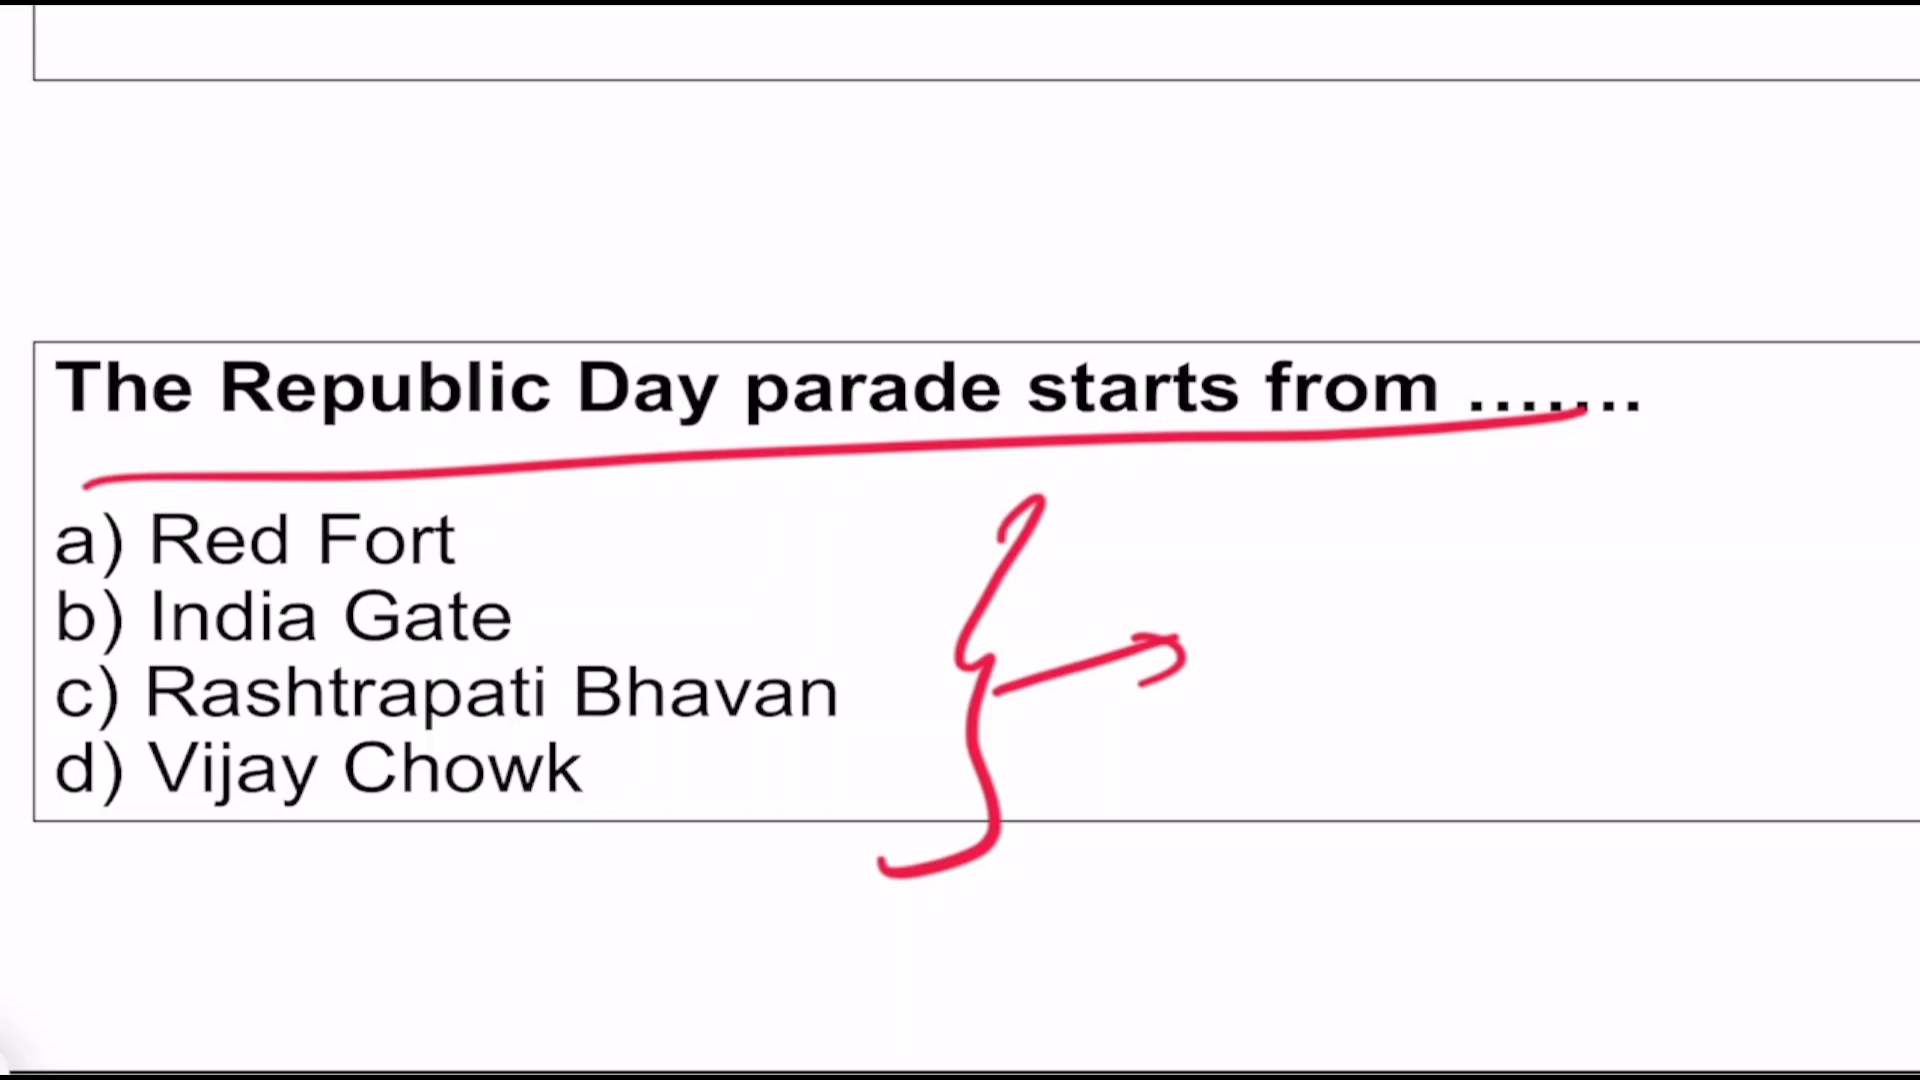 The Republic Day parade starts from .......
a) Red Fort
b) India Gate
c) Rashtrapati Bhavan
d) Vijay Chowk